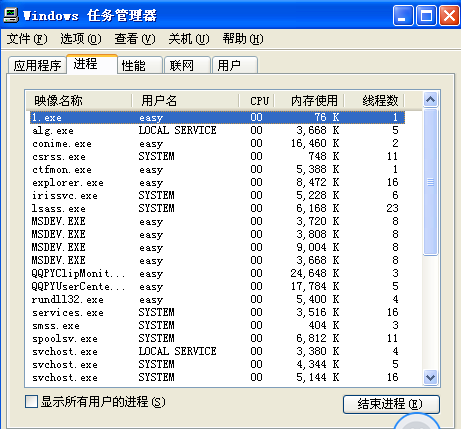 Windows 任务管理器
文件(F) 选项(O) 查看(V) 关机(U) 帮助(H)
应用程序 进程 性能 联网 用户
映像名称 用户名 CPU 内存使用 线程数
1.exe easy 00 76 K 1
alg.exe LOCAL SERVICE 00 3,668 K 5
conime.exe easy 00 16,460 K 2
csrss.exe SYSTEM 00 748 K 11
ctfmon.exe easy 00 5,388 K 1
explorer.exe easy 00 8,472 K 16
irissvc.exe SYSTEM 00 5,228 K 6
lsass.exe SYSTEM 00 6,168 K 23
MSDEV.EXE easy 00 3,720 K 8
MSDEV.EXE easy 00 3,808 K 8
MSDEV.EXE easy 00 9,004 K 8
MSDEV.EXE easy 00 3,668 K 8
QQPYClipMonit... easy 00 24,648 K 3
QQPYUserCente... easy 00 17,784 K 5
rundll32.exe easy 00 5,400 K 4
services.exe SYSTEM 00 3,516 K 16
smss.exe SYSTEM 00 404 K 3
spoolsv.exe SYSTEM 00 6,812 K 11
svchost.exe LOCAL SERVICE 00 3,380 K 4
svchost.exe SYSTEM 00 4,344 K 5
svchost.exe SYSTEM 00 5,144 K 16
显示所有用户的进程(S) 结束进程(E)